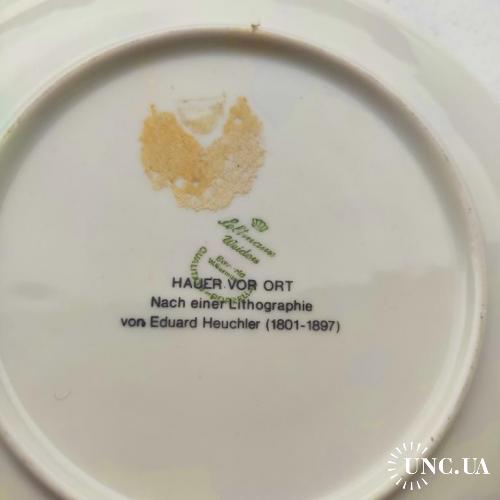 Seltmann
Weiden
HAUER VOR ORT
Nach einer Lithographie
von Eduard Heuchler (1801-1897)
UNC.UA